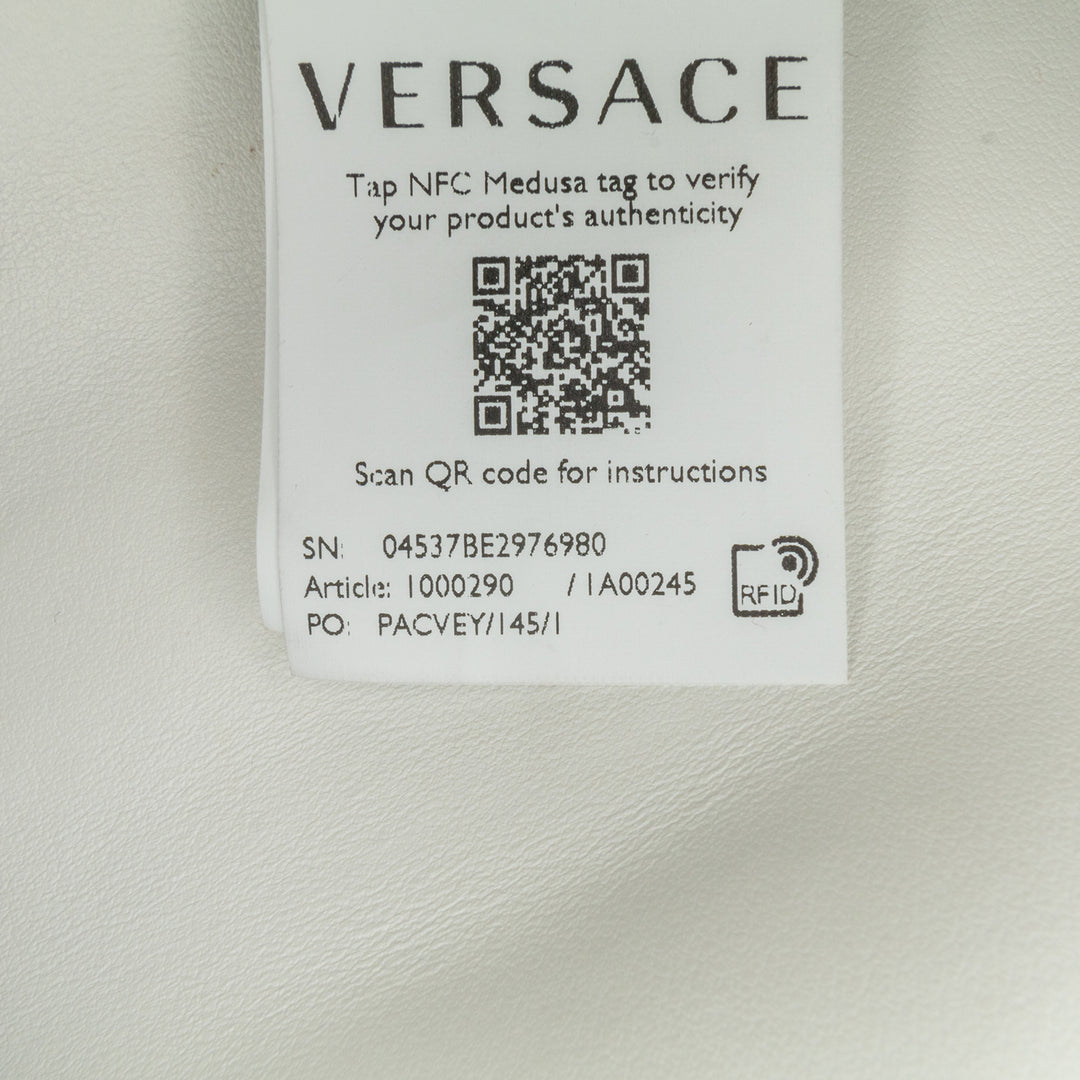 VERSACE
Tap NFC Medusa tag to verify
your product's authenticity
Scan QR code for instructions
SN: 04537BE2976980
Article: 1000290 / 1A00245
RFID
PO: PACVEY/145/1